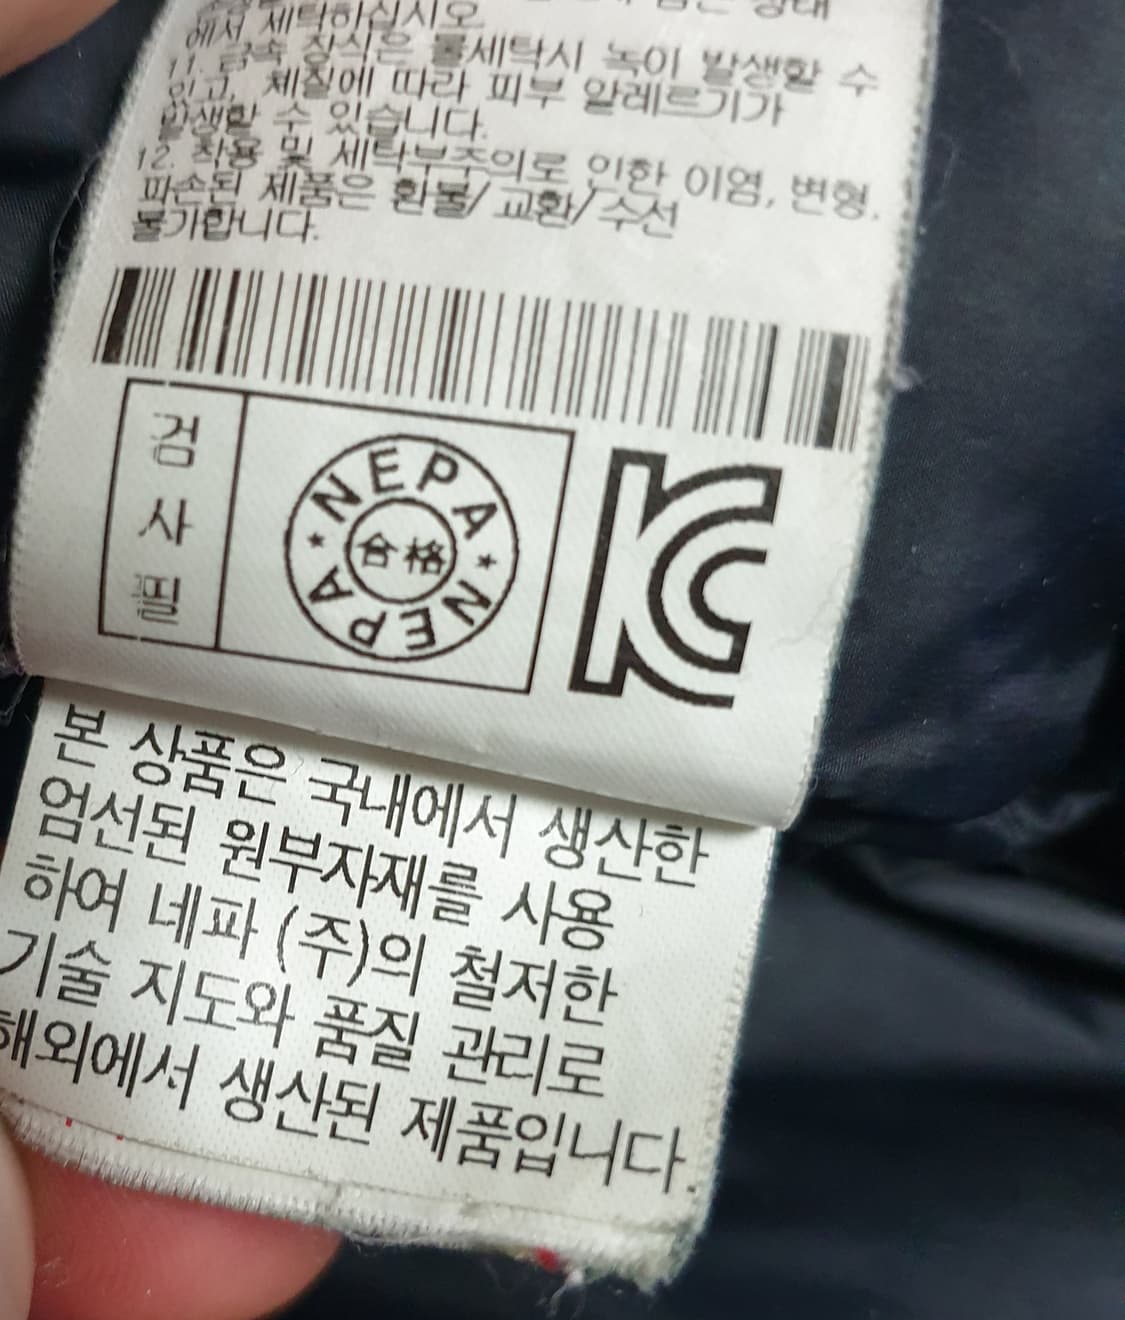 상태
에서 세탁하십시오
11. 금속 장식은 물세탁시 녹이 발생할 수
있고, 체질에 따라 피부 알레르기가
발생할 수 있습니다.
12. 착용 및 세탁부주의로 인한 이염, 변형.
파손된 제품은 환불/교환/수선
불가합니다.
검
사
필
NEPA
合格
NEPA
KC
본 상품은 국내에서 생산한
엄선된 원부자재를 사용
하여 네파 (주)의 철저한
기술 지도와 품질 관리로
해외에서 생산된 제품입니다.